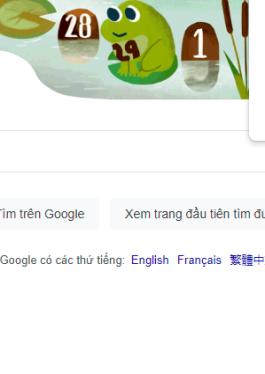 28 29 1
Tìm trên Google Xem trang đầu tiên tìm đư
Google có các thứ tiếng: English Français 繁體中